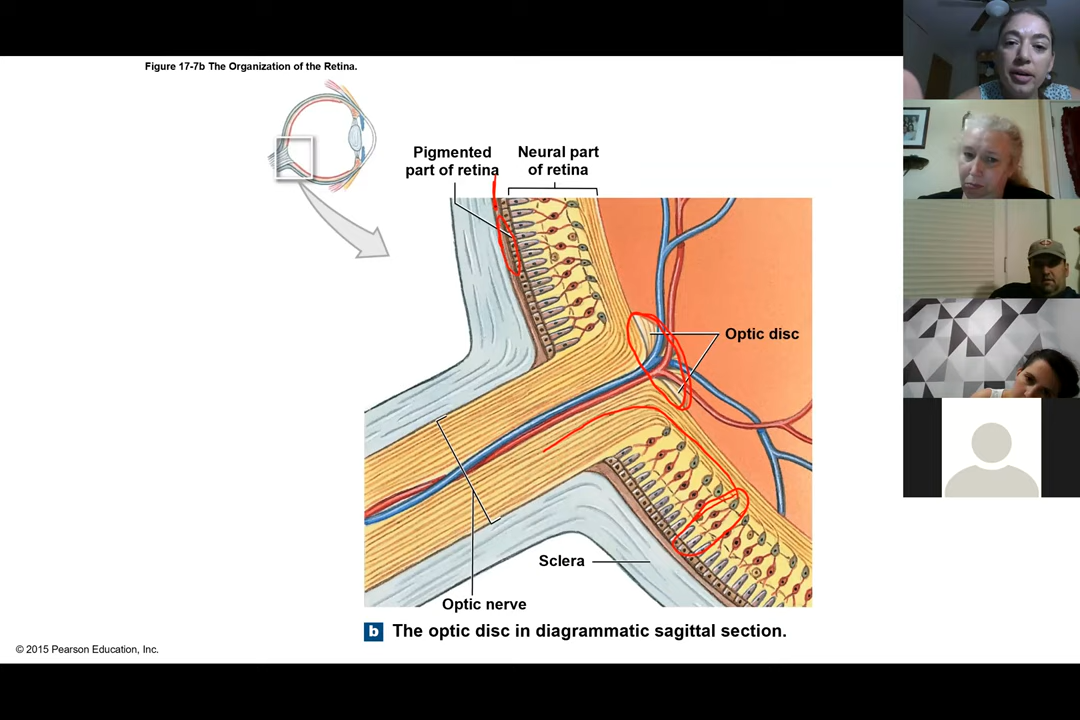 Figure 17-7b The Organization of the Retina.
Pigmented
part of retina
Neural part
of retina
Optic disc
Sclera
Optic nerve
b The optic disc in diagrammatic sagittal section.
© 2015 Pearson Education, Inc.